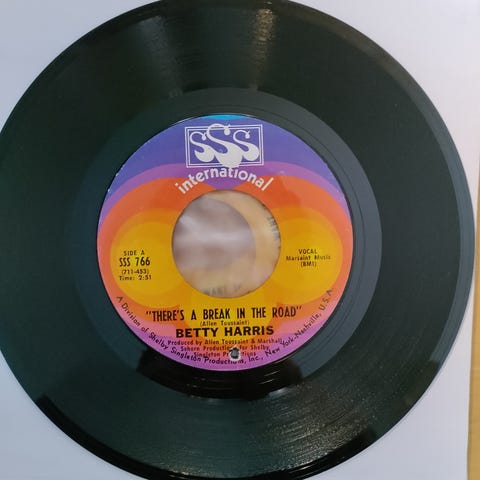 SSS
international
SIDE A
SSS 766
(711-453)
Time: 2:51
VOCAL
Marsaint Music
(BMI)
"THERE'S A BREAK IN THE ROAD"
(Allen Toussaint)
BETTY HARRIS
Produced by Allen Toussaint & Marshall
Sehorn Productions for Shelby
Singleton Productions
A Division of Shelby Singleton Productions, Inc., New York-Nashville, U.S.A.